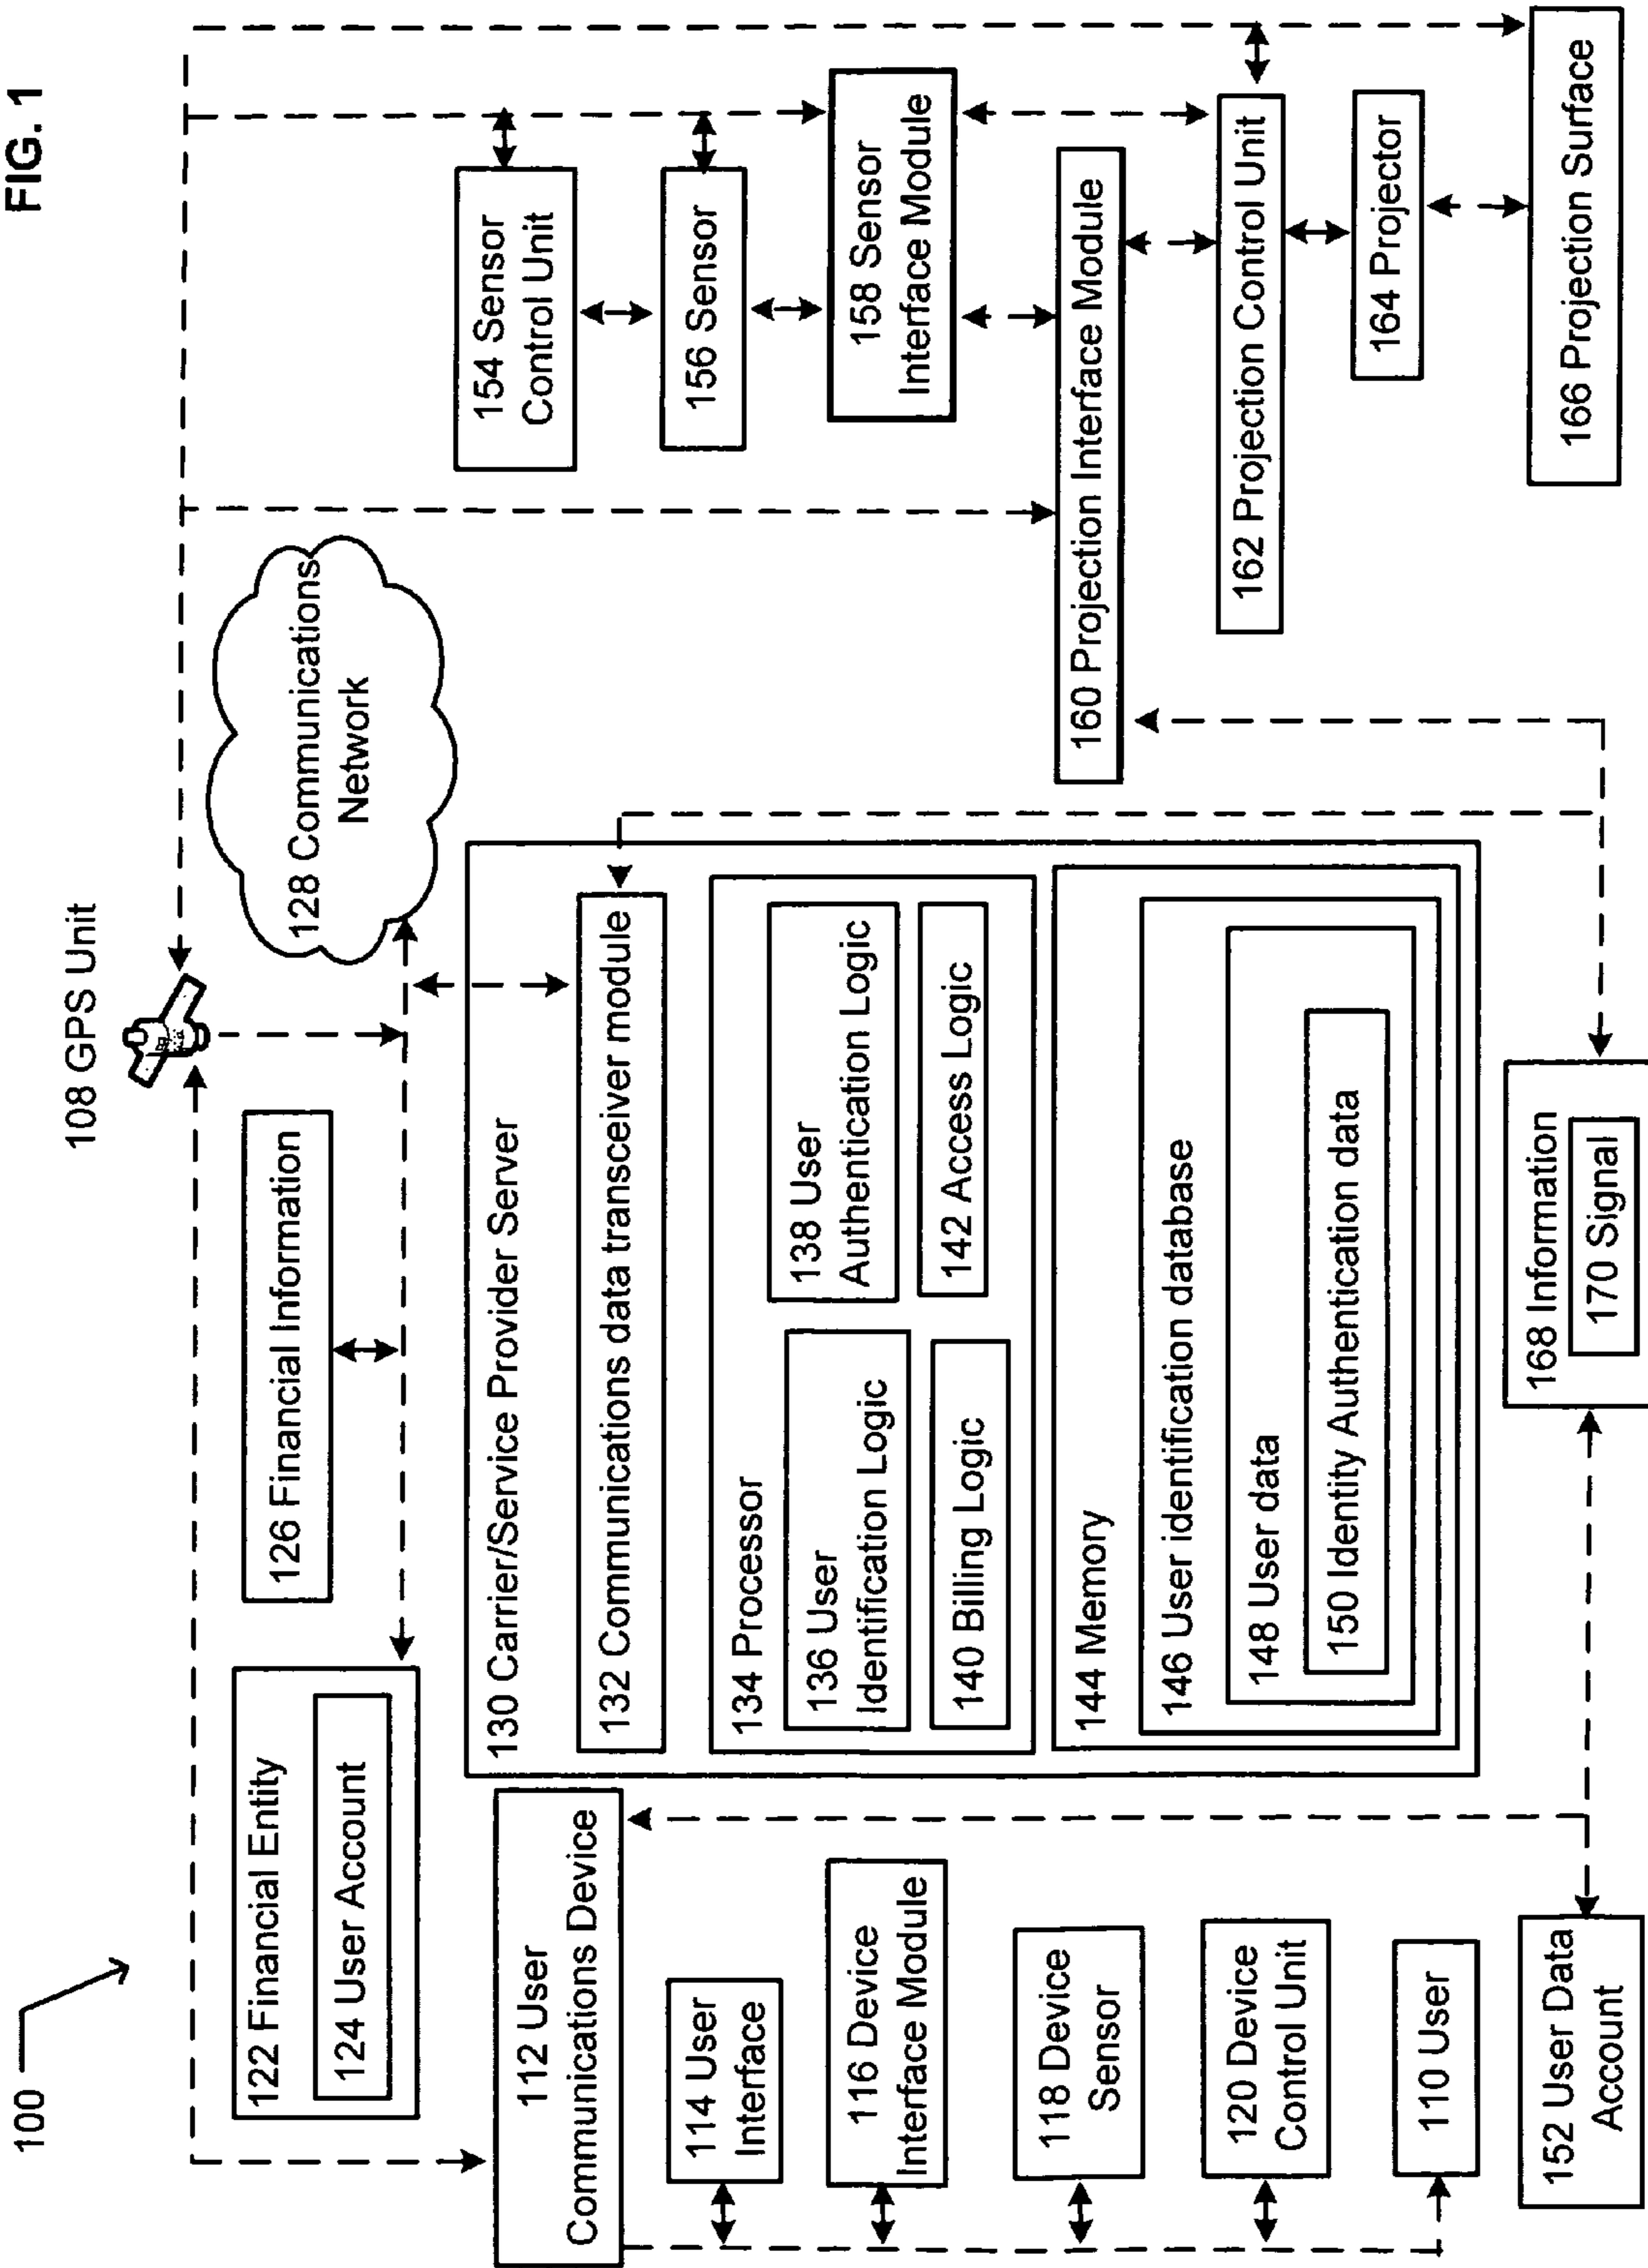 FIG. 1
100
108 GPS Unit
122 Financial Entity
124 User Account
126 Financial Information
128 Communications
Network
112 User
Communications Device
114 User
Interface
116 Device
Interface Module
118 Device
Sensor
120 Device
Control Unit
110 User
152 User Data
Account
130 Carrier/Service Provider Server
132 Communications data transceiver module
134 Processor
136 User
Identification Logic
138 User
Authentication Logic
140 Billing Logic
142 Access Logic
144 Memory
146 User identification database
148 User data
150 Identity Authentication data
168 Information
170 Signal
154 Sensor
Control Unit
156 Sensor
158 Sensor
Interface Module
160 Projection Interface Module
162 Projection Control Unit
164 Projector
166 Projection Surface